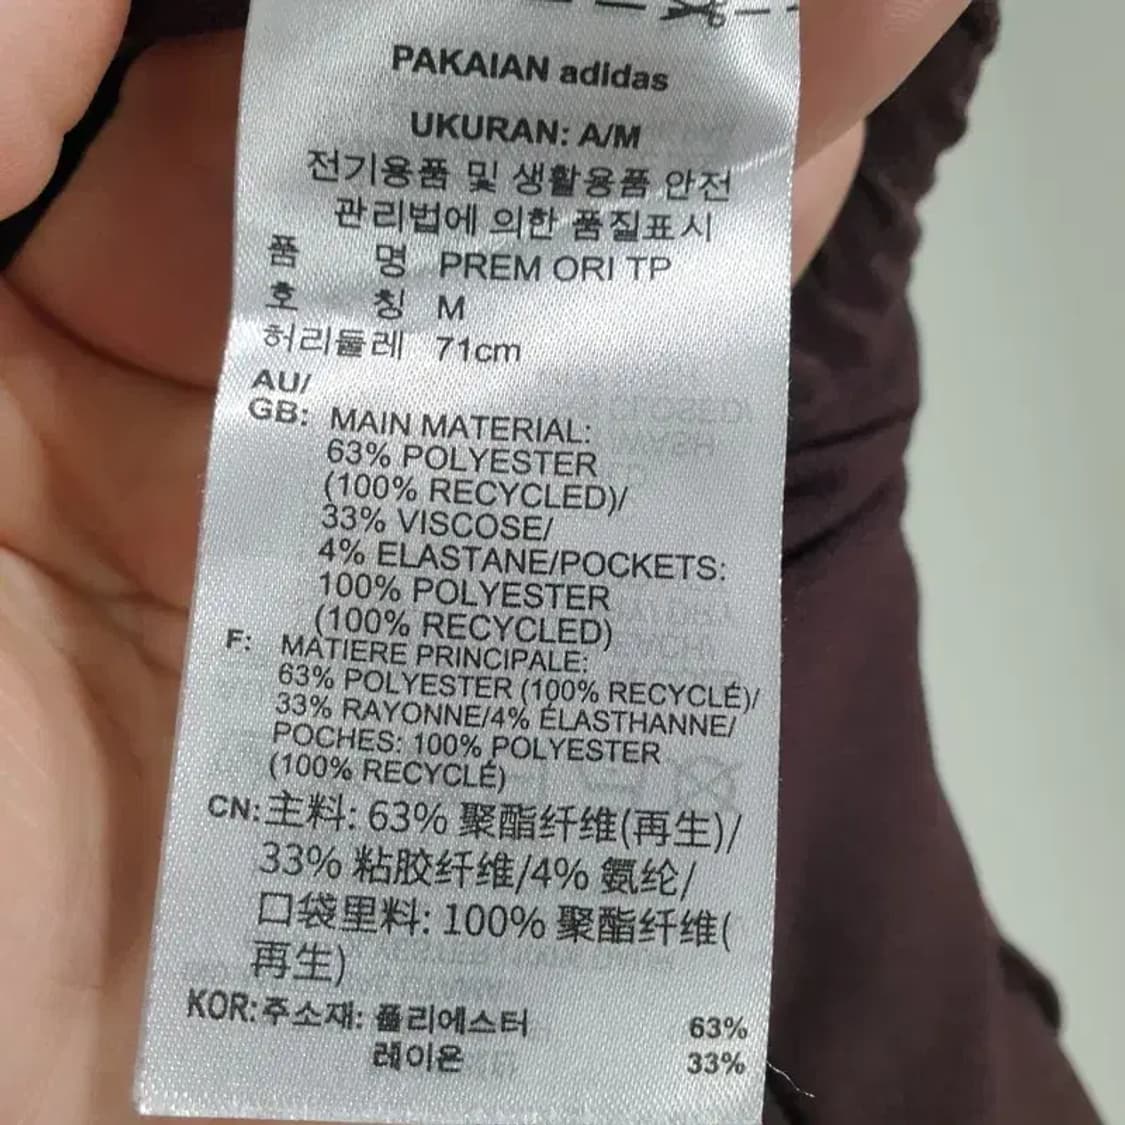 PAKAIAN adidas
UKURAN: A/M
전기용품 및 생활용품 안전
관리법에 의한 품질표시
품 명 PREM ORI TP
호 칭 M
허리둘레 71cm
AU/
GB: MAIN MATERIAL:
63% POLYESTER
(100% RECYCLED)/
33% VISCOSE/
4% ELASTANE/POCKETS:
100% POLYESTER
(100% RECYCLED)
F: MATIERE PRINCIPALE:
63% POLYESTER (100% RECYCLÉ)/
33% RAYONNE/4% ÉLASTHANNE/
POCHES: 100% POLYESTER
(100% RECYCLÉ)
CN: 主料: 63% 聚酯纤维(再生)/
33% 粘胶纤维/4% 氨纶/
口袋里料: 100% 聚酯纤维(
再生)
KOR: 주소재: 폴리에스터 63%
레이온 33%